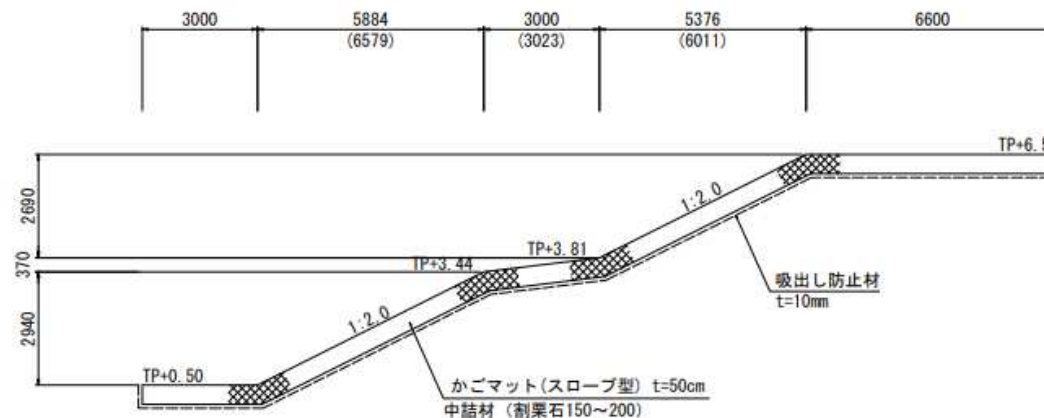 3000 5884 3000 5376 6600
(6579) (3023) (6011)
TP+6.5
2690
1:2.0
TP+3.81
370
TP+3.44
吸出し防止材
t=10mm
1:2.0
2940
TP+0.50
かごマット(スロープ型) t=50cm
中詰材 (割栗石150～200)